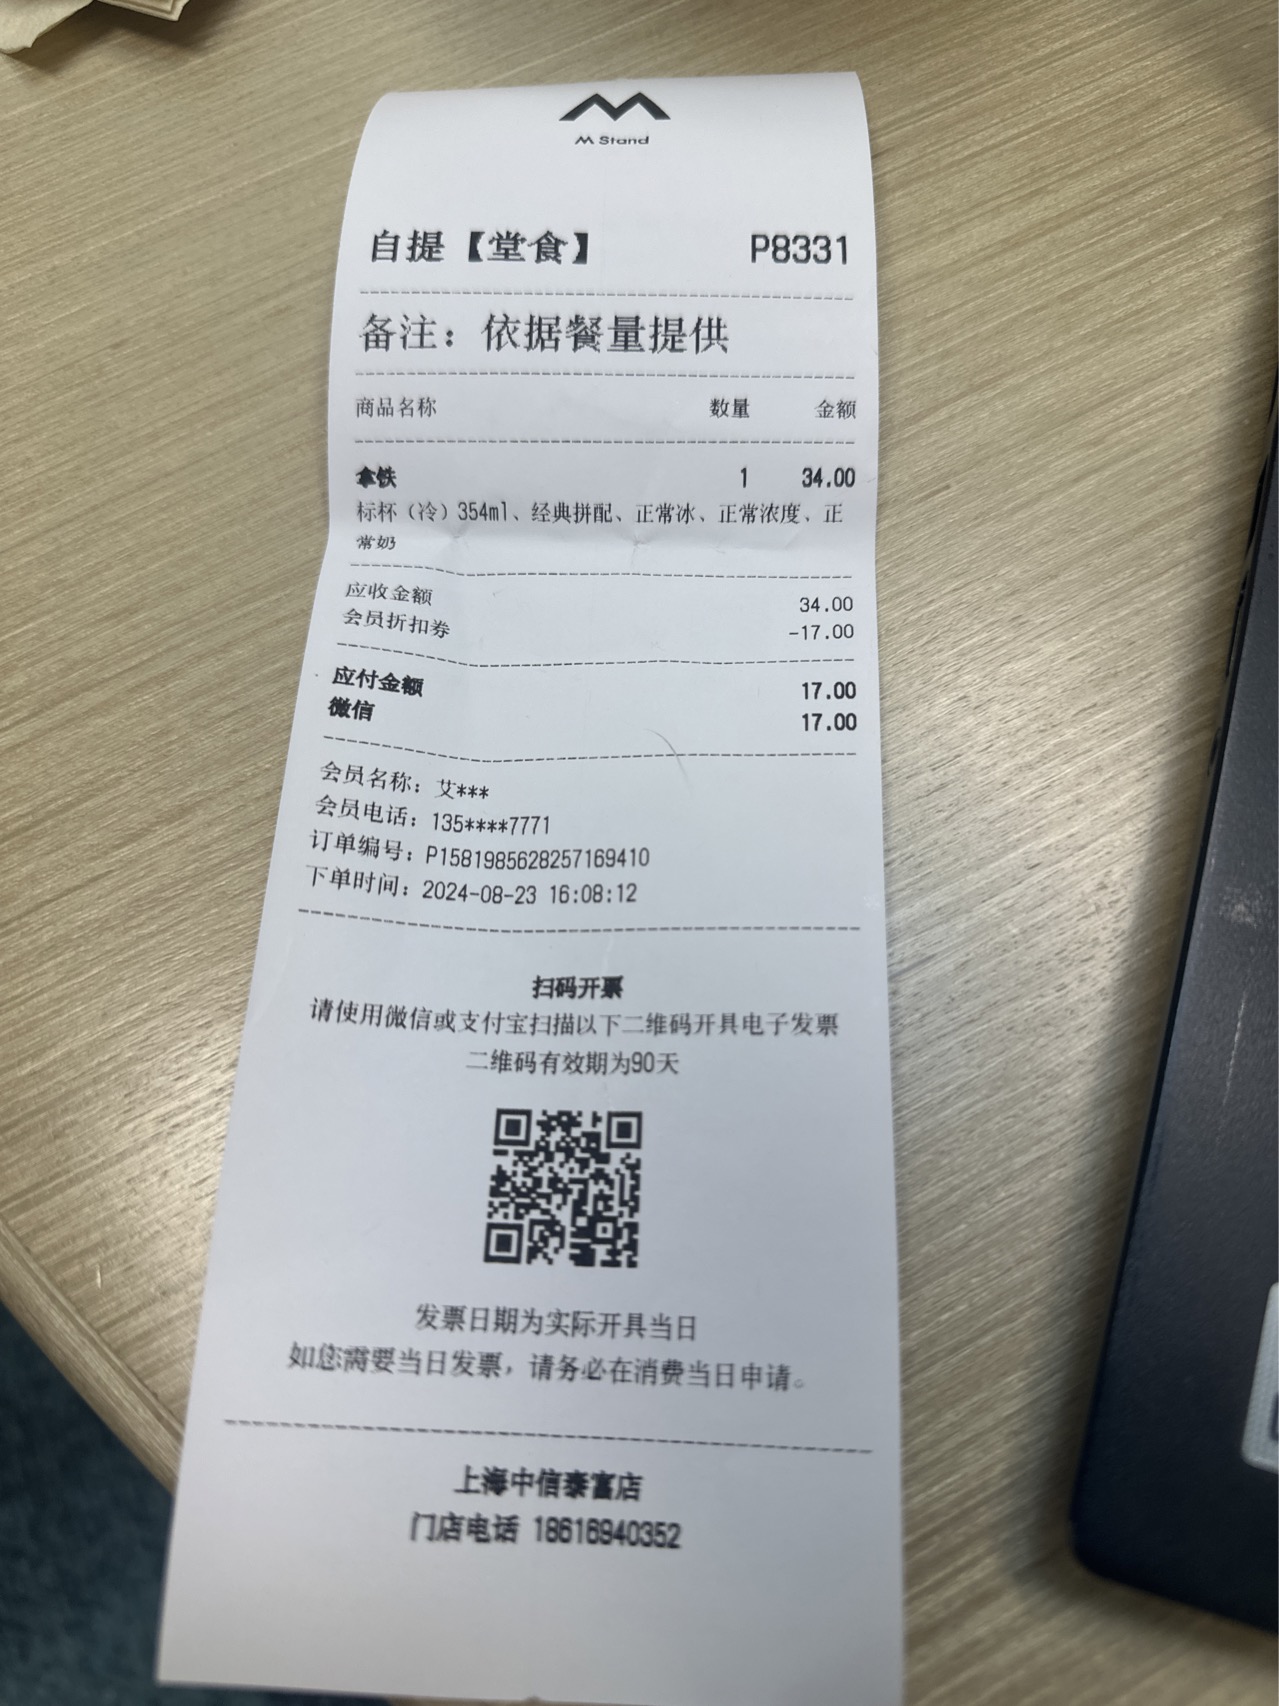 M Stand
自提【堂食】 P8331
备注：依据餐量提供
商品名称 数量 金额
拿铁 1 34.00
标杯（冷）354ml、经典拼配、正常冰、正常浓度、正
常奶
应收金额 34.00
会员折扣券 -17.00
应付金额 17.00
微信 17.00
会员名称：艾***
会员电话：135****7771
订单编号：P1581985628257169410
下单时间：2024-08-23 16:08:12
扫码开票
请使用微信或支付宝扫描以下二维码开具电子发票
二维码有效期为90天
发票日期为实际开具当日
如您需要当日发票，请务必在消费当日申请。
上海中信泰富店
门店电话 18616940352